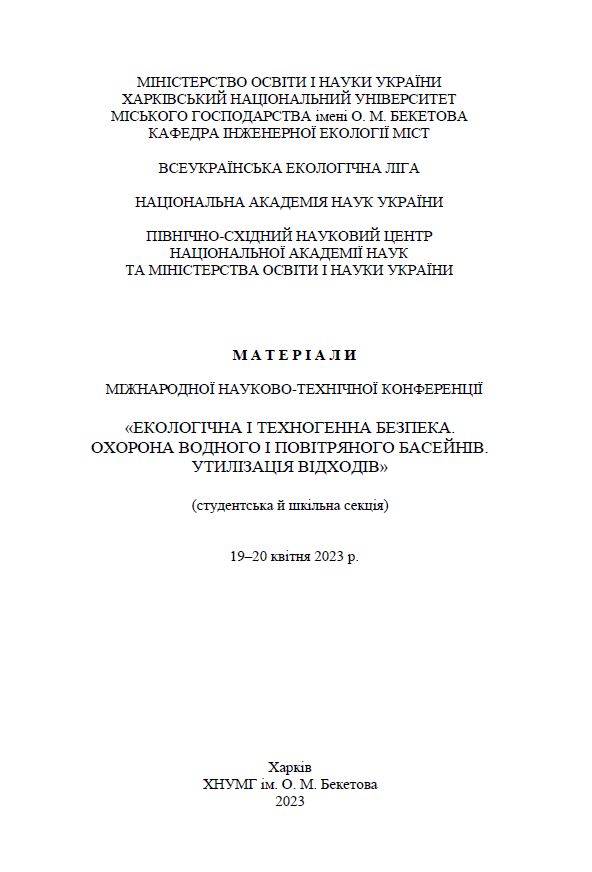 МІНІСТЕРСТВО ОСВІТИ І НАУКИ УКРАЇНИ
ХАРКІВСЬКИЙ НАЦІОНАЛЬНИЙ УНІВЕРСИТЕТ
МІСЬКОГО ГОСПОДАРСТВА імені О. М. БЕКЕТОВА
КАФЕДРА ІНЖЕНЕРНОЇ ЕКОЛОГІЇ МІСТ
ВСЕУКРАЇНСЬКА ЕКОЛОГІЧНА ЛІГА
НАЦІОНАЛЬНА АКАДЕМІЯ НАУК УКРАЇНИ
ПІВНІЧНО-СХІДНИЙ НАУКОВИЙ ЦЕНТР
НАЦІОНАЛЬНОЇ АКАДЕМІЇ НАУК
ТА МІНІСТЕРСТВА ОСВІТИ І НАУКИ УКРАЇНИ
М А Т Е Р І А Л И
МІЖНАРОДНОЇ НАУКОВО-ТЕХНІЧНОЇ КОНФЕРЕНЦІЇ
«ЕКОЛОГІЧНА І ТЕХНОГЕННА БЕЗПЕКА.
ОХОРОНА ВОДНОГО І ПОВІТРЯНОГО БАСЕЙНІВ.
УТИЛІЗАЦІЯ ВІДХОДІВ»
(студентська й шкільна секція)
19–20 квітня 2023 р.
Харків
ХНУМГ ім. О. М. Бекетова
2023